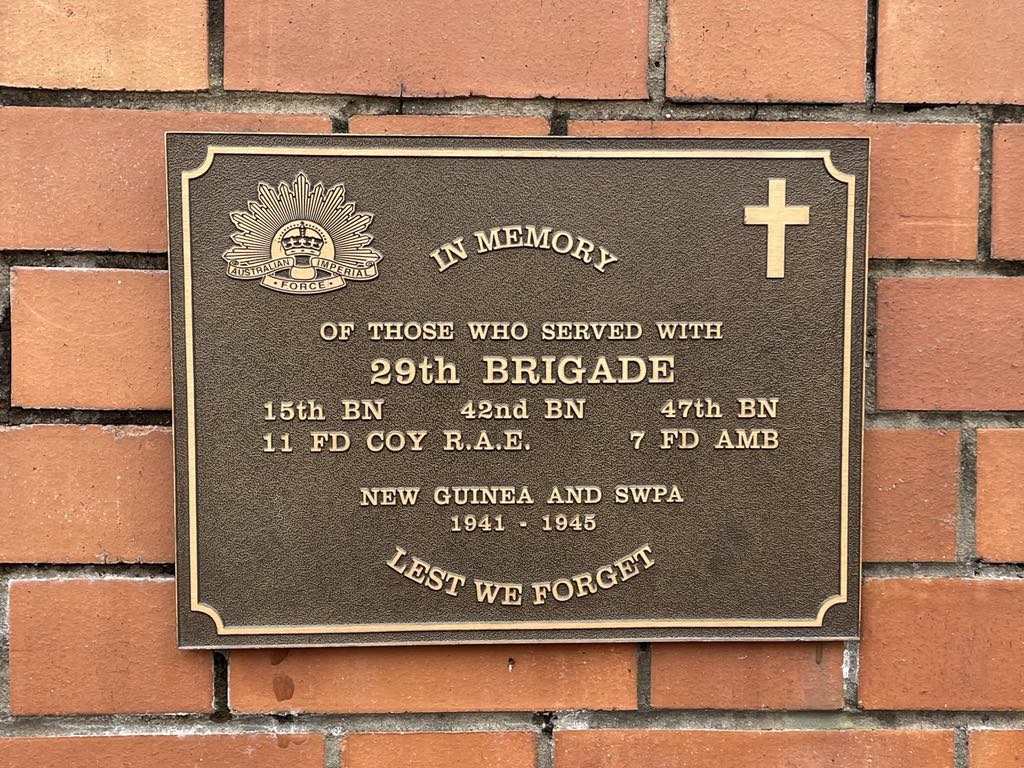 AUSTRALIAN IMPERIAL
· FORCE ·
IN MEMORY
OF THOSE WHO SERVED WITH
29th BRIGADE
15th BN 42nd BN 47th BN
11 FD COY R.A.E. 7 FD AMB
NEW GUINEA AND SWPA
1941 - 1945
LEST WE FORGET